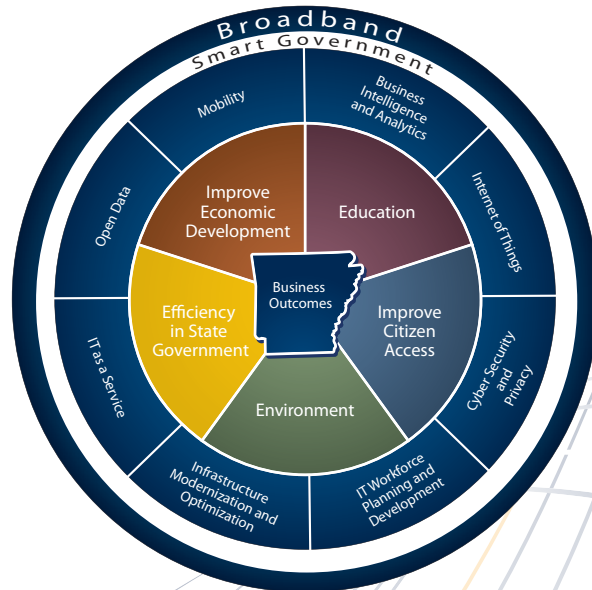 Broadband
Smart Government
Mobility
Business
Intelligence
and Analytics
Open Data
Internet of Things
Improve
Economic
Development
Education
Business
Outcomes
Efficiency
in State
Government
Improve
Citizen
Access
Environment
IT as a Service
Cyber Security
and
Privacy
Infrastructure
Modernization and
Optimization
IT Workforce
Planning and
Development